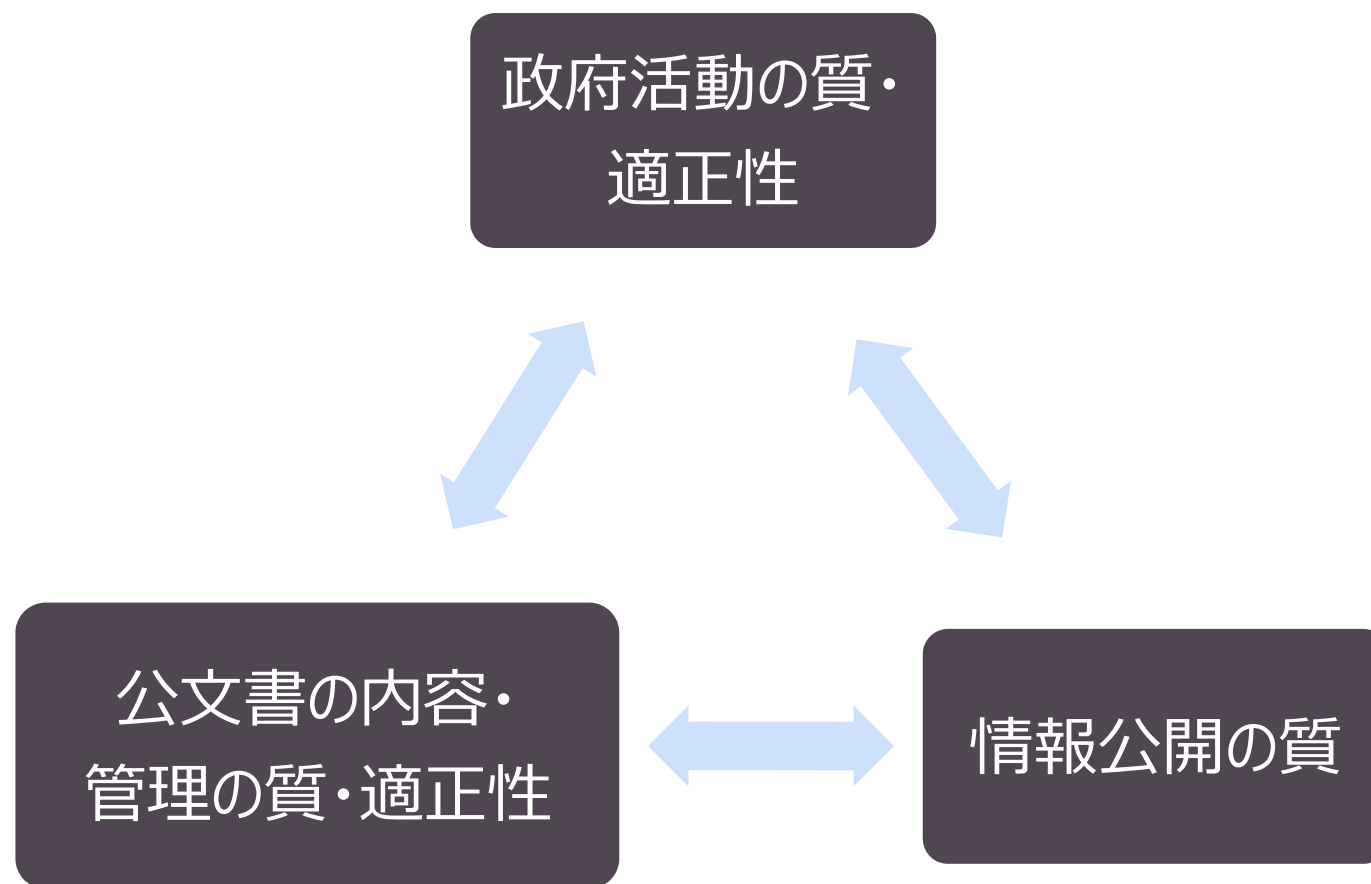 政府活動の質・
適正性
公文書の内容・
管理の質・適正性
情報公開の質